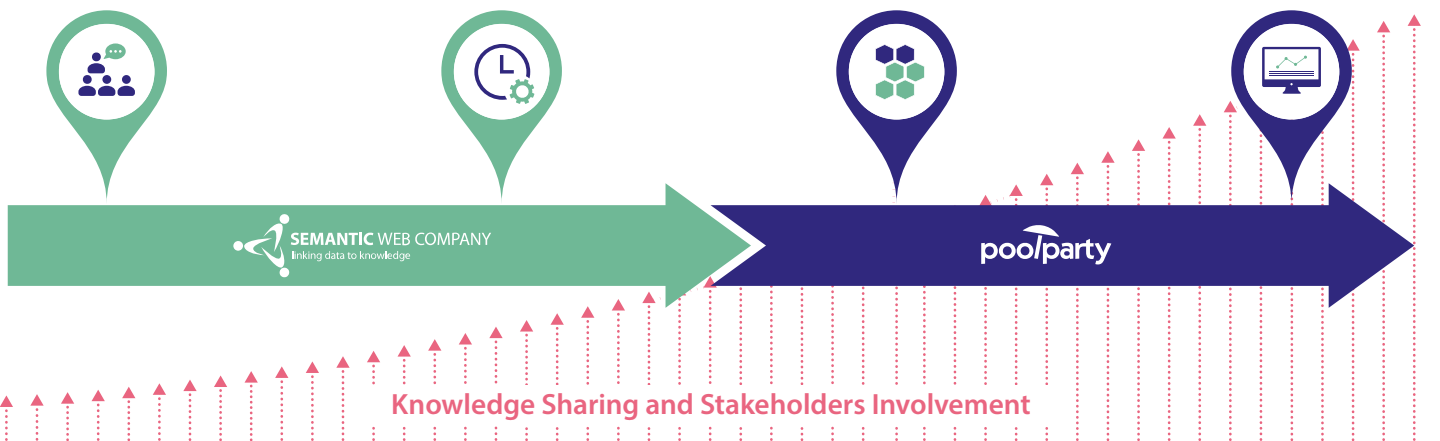 SEMANTIC WEB COMPANY
linking data to knowledge
poolparty
Knowledge Sharing and Stakeholders Involvement